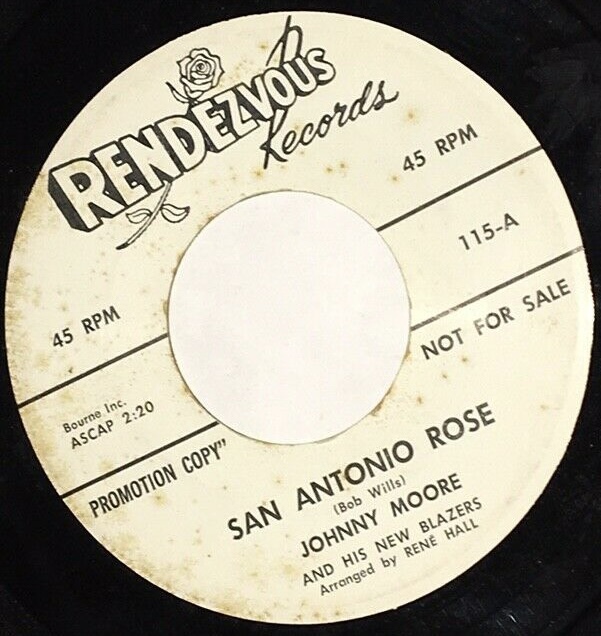 RENDEZVOUS
Records
45 RPM
115-A
45 RPM
NOT FOR SALE
Bourne Inc.
ASCAP 2:20
PROMOTION COPY"
SAN ANTONIO ROSE
(Bob Wills)
JOHNNY MOORE
AND HIS NEW BLAZERS
Arranged by RENĒ HALL